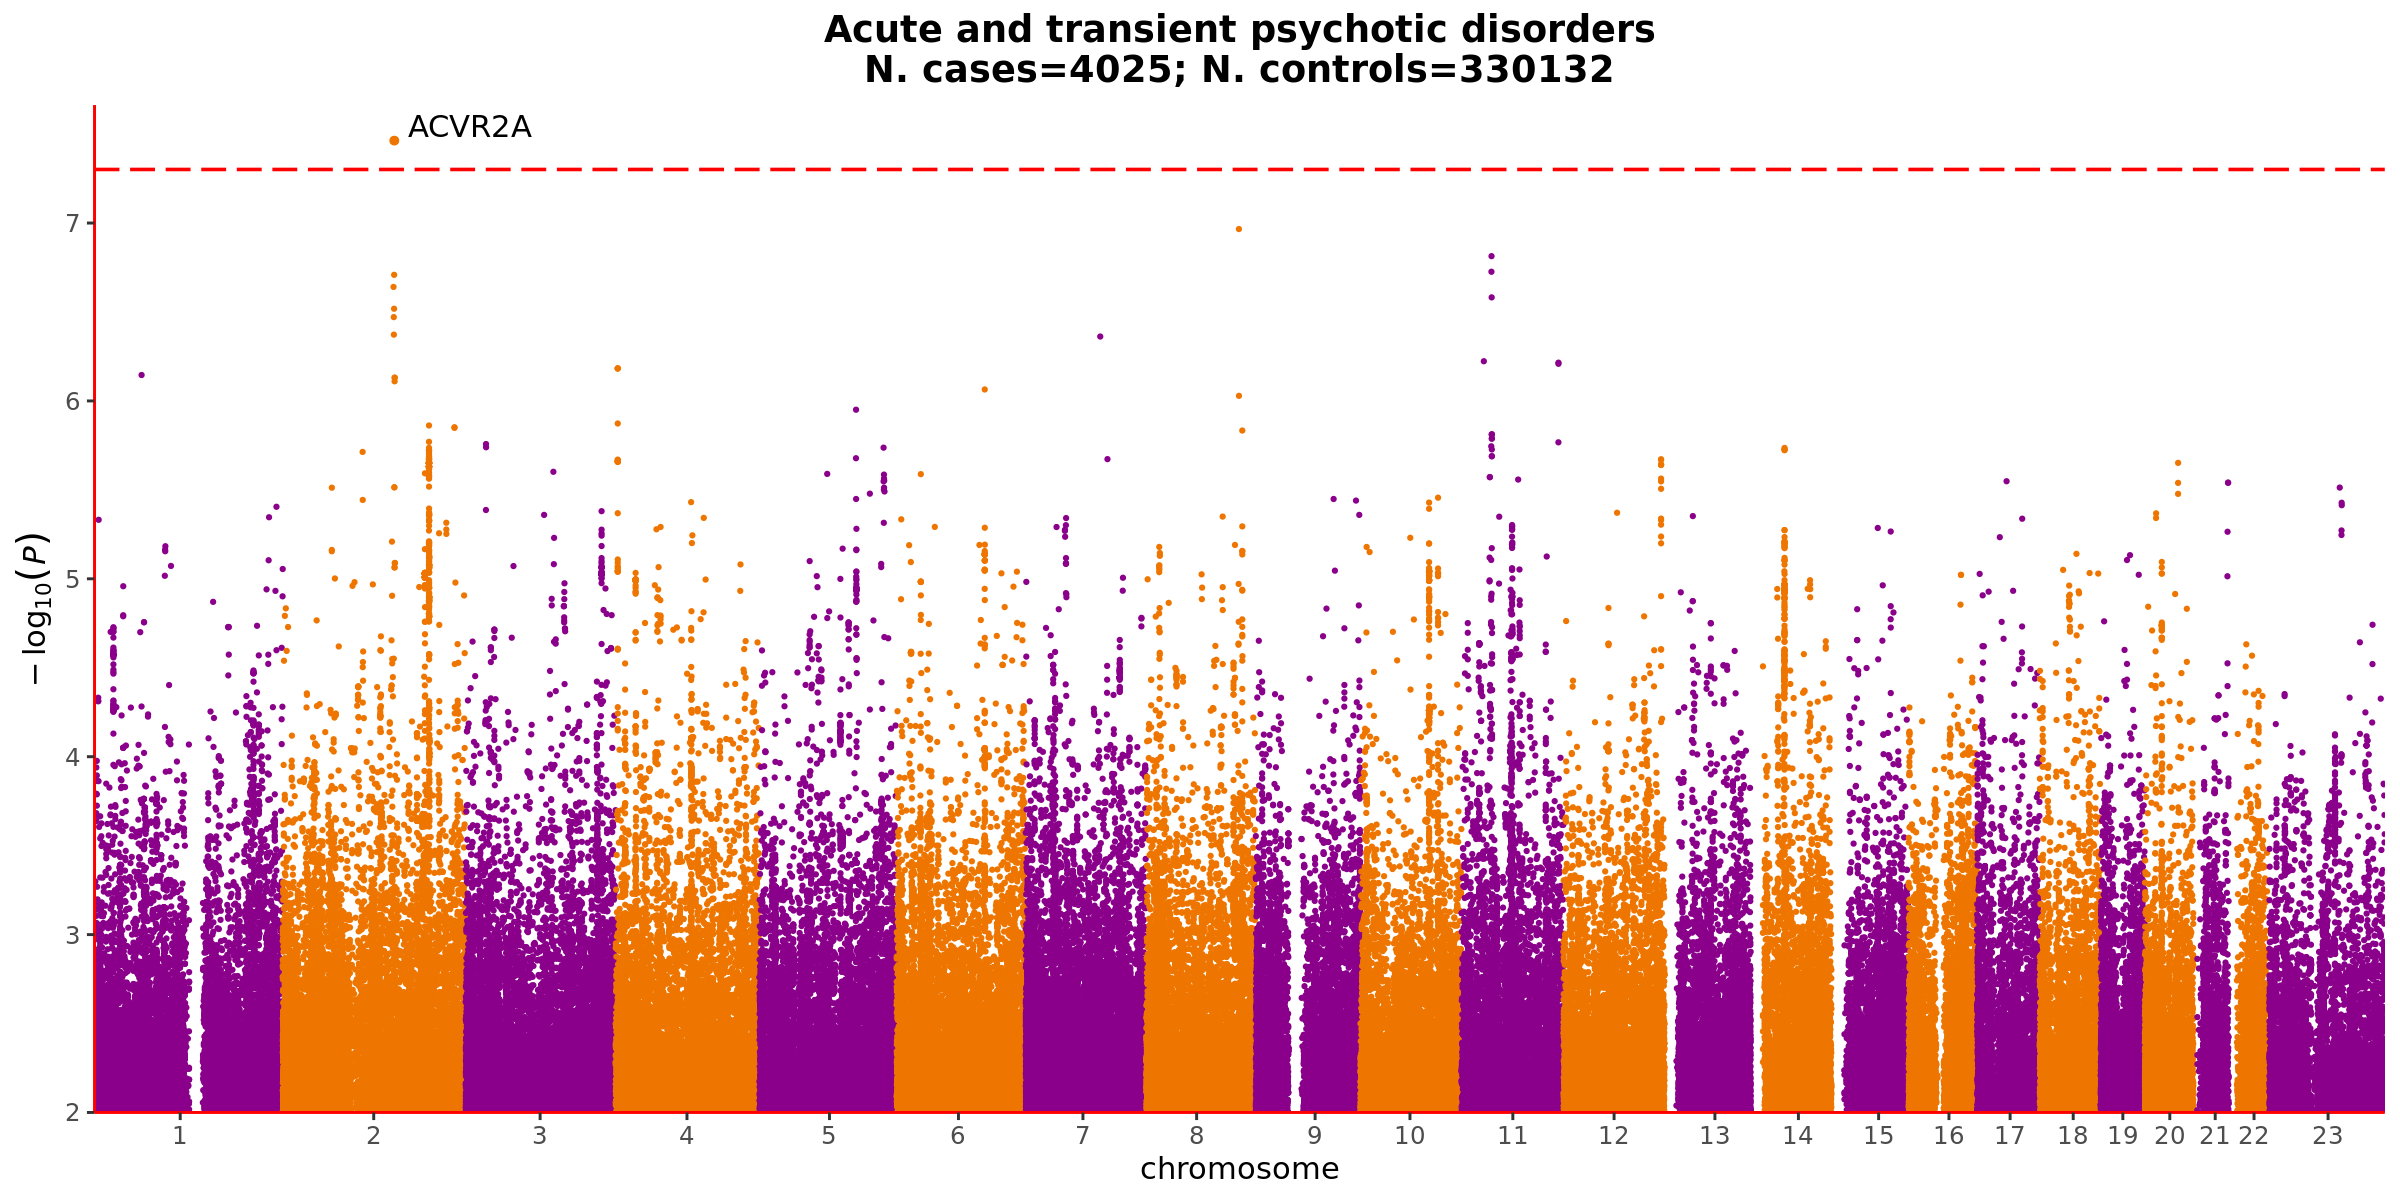 Acute and transient psychotic disorders
N. cases=4025; N. controls=330132
ACVR2A
7
6
5
4
3
2
−log10(P)
1 2 3 4 5 6 7 8 9 10 11 12 13 14 15 16 17 18 19 20 21 22 23
chromosome